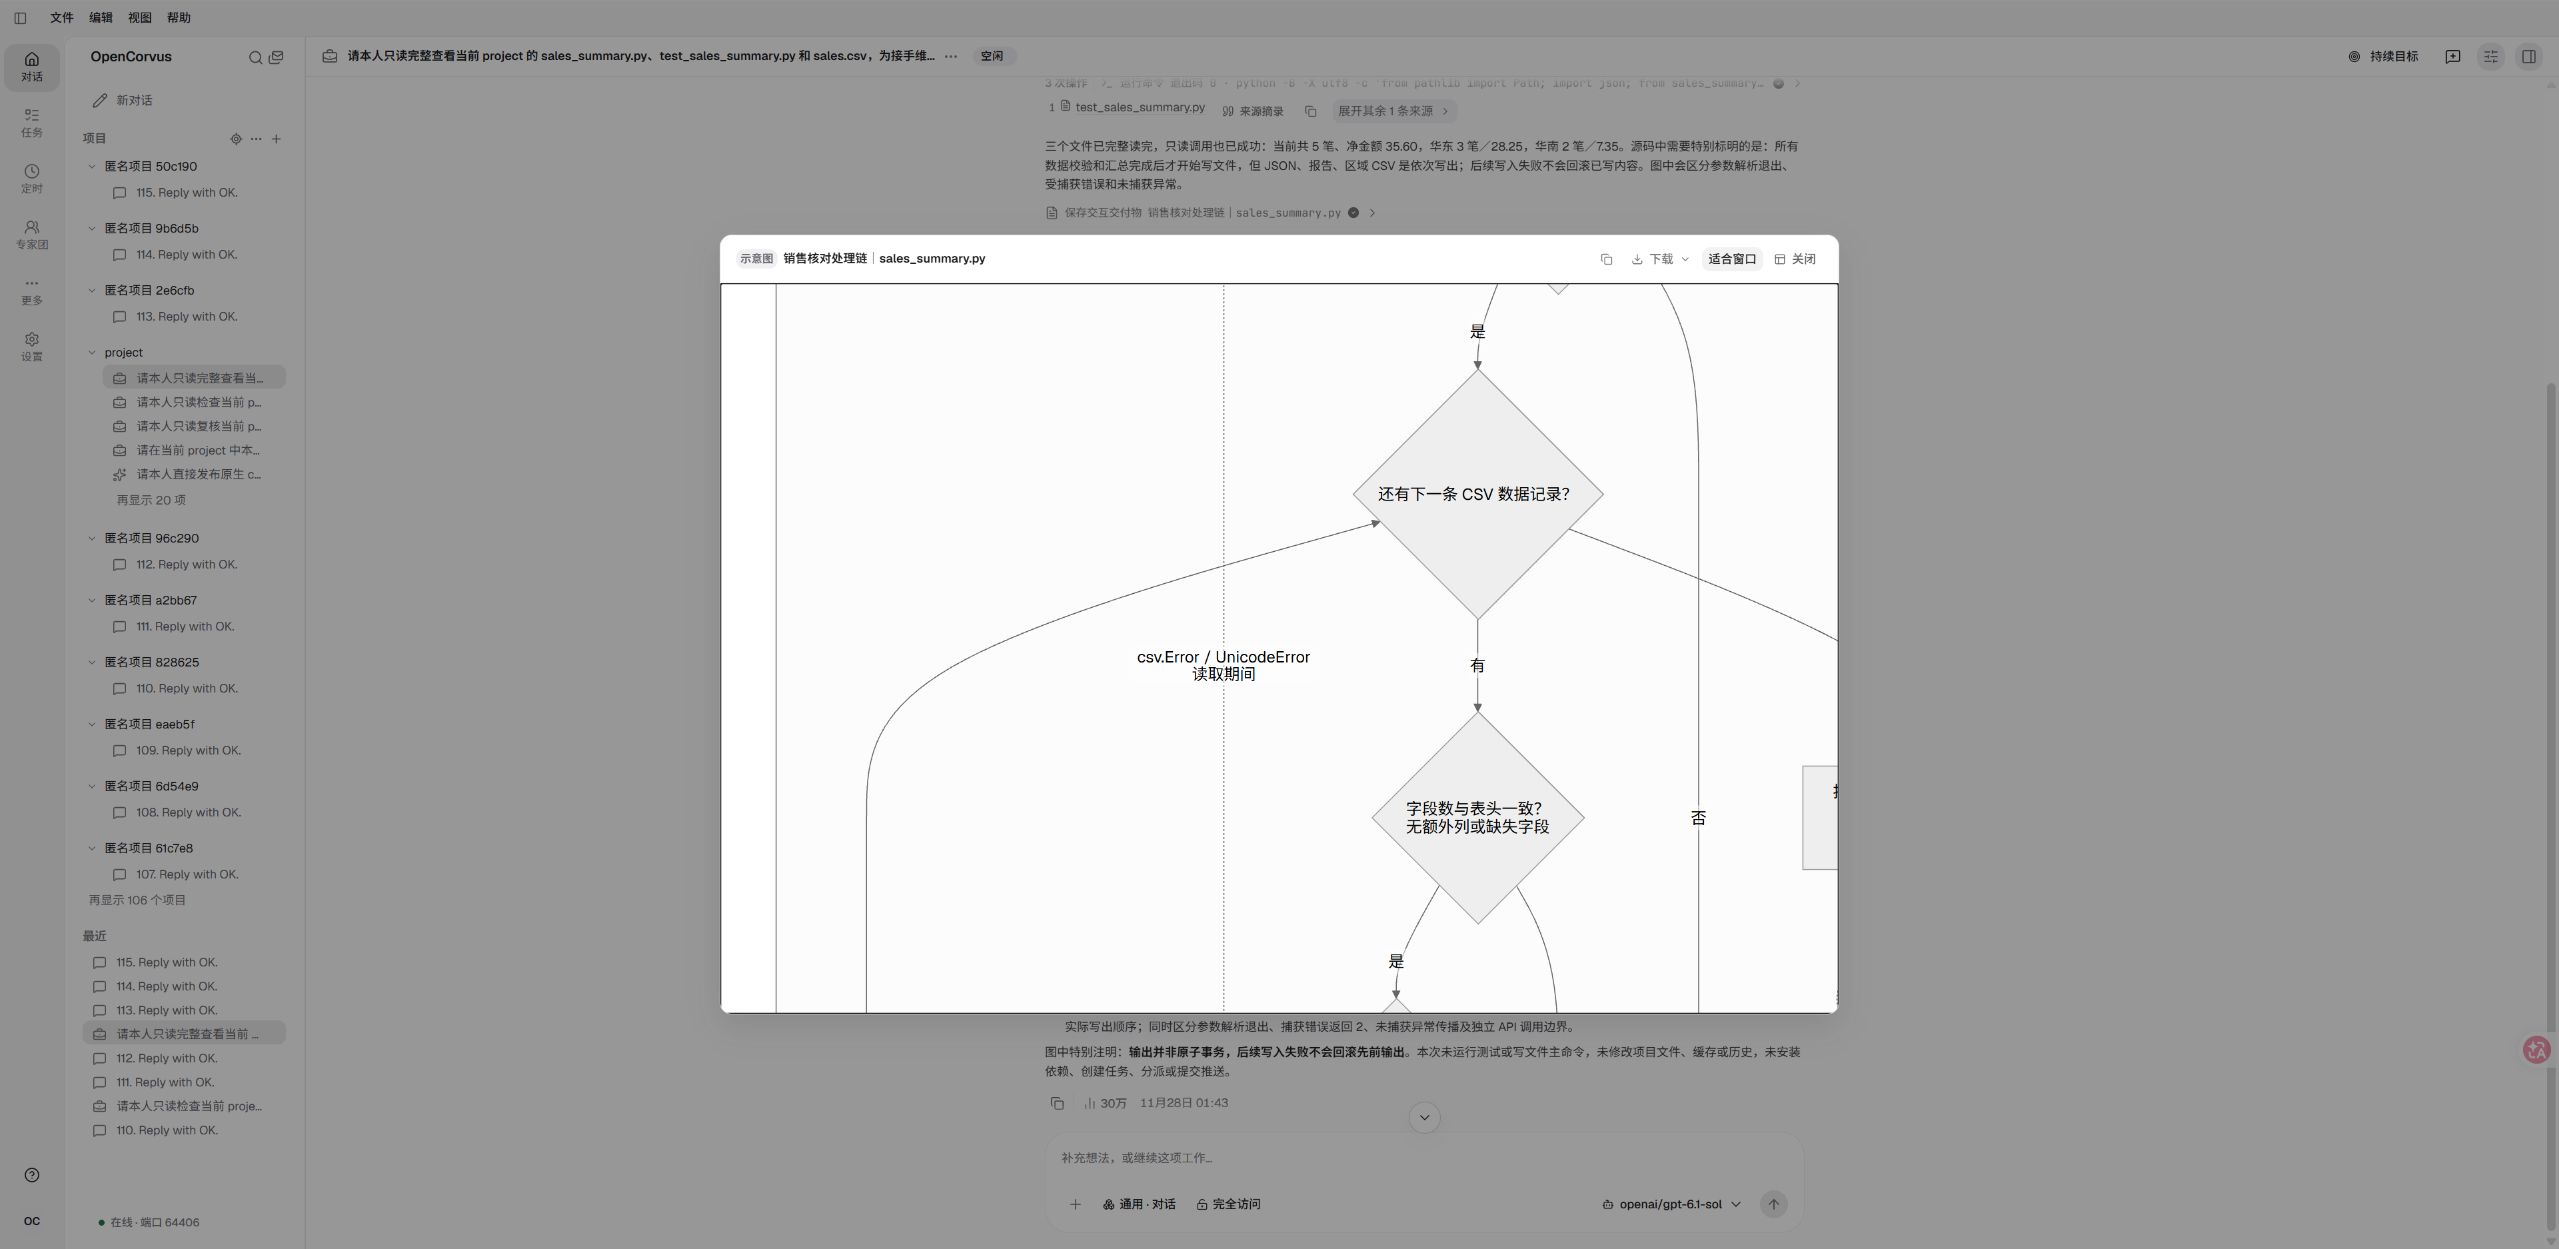 文件 编辑 视图 帮助
对话
任务
定时
专家团
更多
设置
OC
OpenCorvus
新对话
项目
匿名项目 50c190
115. Reply with OK.
匿名项目 9b6d5b
114. Reply with OK.
匿名项目 2e6cfb
113. Reply with OK.
project
请本人只读完整查看当...
请本人只读检查当前 p...
请本人只读复核当前 p...
请在当前 project 中本...
请本人直接发布原生 c...
再显示 20 项
匿名项目 96c290
112. Reply with OK.
匿名项目 a2bb67
111. Reply with OK.
匿名项目 828625
110. Reply with OK.
匿名项目 eaeb5f
109. Reply with OK.
匿名项目 6d54e9
108. Reply with OK.
匿名项目 61c7e8
107. Reply with OK.
再显示 106 个项目
最近
115. Reply with OK.
114. Reply with OK.
113. Reply with OK.
请本人只读完整查看当前 ...
112. Reply with OK.
111. Reply with OK.
请本人只读检查当前 proje...
110. Reply with OK.
在线 · 端口 64406
请本人只读完整查看当前 project 的 sales_summary.py、test_sales_summary.py 和 sales.csv，为接手维... ··· 空闲
持续目标
3 次操作 >_ 运行命令 退出码 0 · python -B -X utf8 -c 'from pathlib import Path; import json; from sales_summary...
1 test_sales_summary.py 来源摘录 展开其余 1 条来源
三个文件已完整读完，只读调用也已成功：当前共 5 笔、净金额 35.60，华东 3 笔／28.25，华南 2 笔／7.35。源码中需要特别标明的是：所有
数据校验和汇总完成后才开始写文件，但 JSON、报告、区域 CSV 是依次写出；后续写入失败不会回滚已写内容。图中会区分参数解析退出、
受捕获错误和未捕获异常。
保存交互交付物 销售核对处理链｜sales_summary.py
示意图 销售核对处理链｜sales_summary.py
下载 适合窗口 关闭
是
还有下一条 CSV 数据记录？
csv.Error / UnicodeError
读取期间
有
字段数与表头一致？
无额外列或缺失字段
否
是
实际写出顺序；同时区分参数解析退出、捕获错误返回 2、未捕获异常传播及独立 API 调用边界。
图中特别注明：输出并非原子事务，后续写入失败不会回滚先前输出。本次未运行测试或写文件主命令，未修改项目文件、缓存或历史，未安装
依赖、创建任务、分派或提交推送。
30万 11月28日 01:43
补充想法，或继续这项工作...
通用 · 对话 完全访问 openai/gpt-6.1-sol